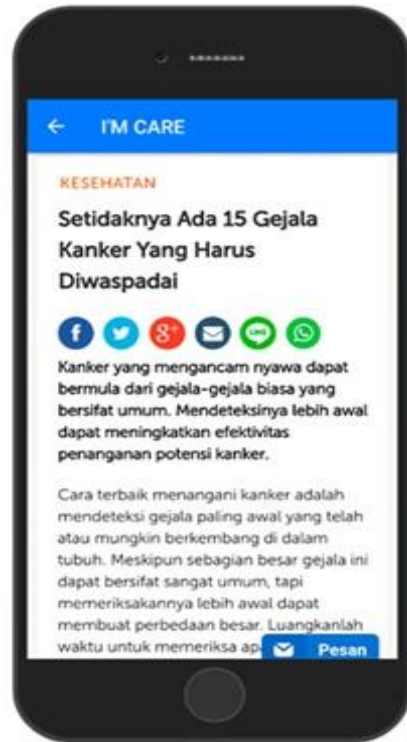 I'M CARE
KESEHATAN
Setidaknya Ada 15 Gejala
Kanker Yang Harus
Diwaspadai
Kanker yang mengancam nyawa dapat
bermula dari gejala-gejala biasa yang
bersifat umum. Mendeteksinya lebih awal
dapat meningkatkan efektivitas
penanganan potensi kanker.
Cara terbaik menangani kanker adalah
mendeteksi gejala paling awal yang telah
atau mungkin berkembang di dalam
tubuh. Meskipun sebagian besar gejala ini
dapat bersifat sangat umum, tapi
memeriksakannya lebih awal dapat
membuat perbedaan besar. Luangkanlah
waktu untuk memeriksa
Pesan